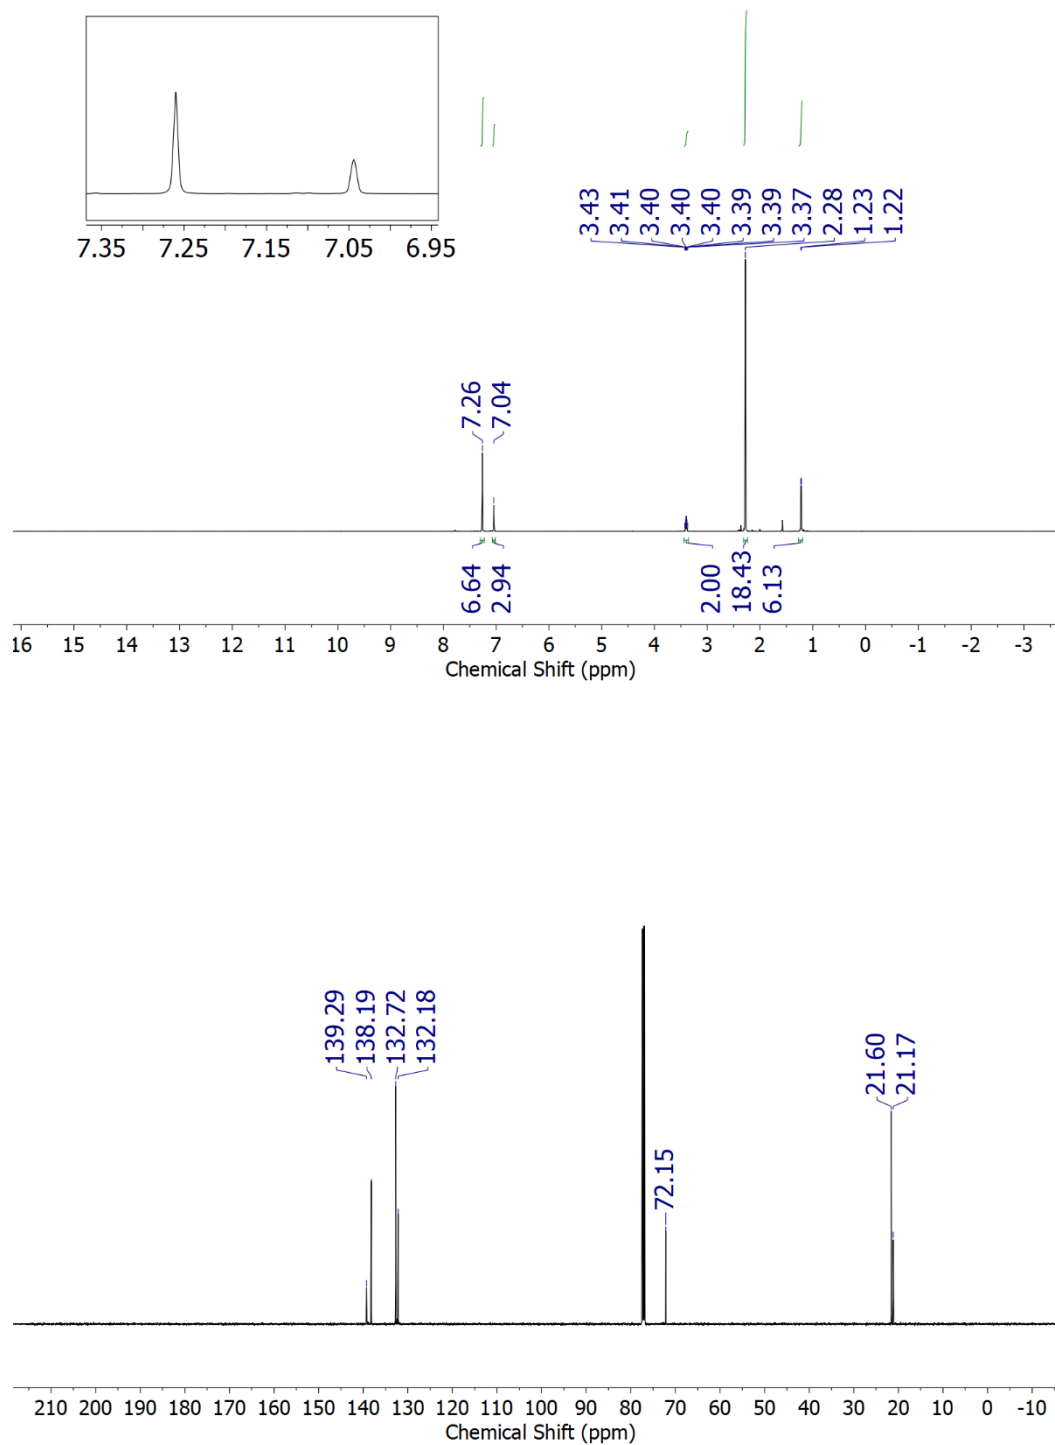 3.43 3.41 3.40 3.40 3.40 3.39 3.39 3.37 2.28 1.23 1.22
7.35 7.25 7.15 7.05 6.95
7.26 7.04
6.64 2.94 2.00 18.43 6.13
16 15 14 13 12 11 10 9 8 7 6 5 4 3 2 1 0 -1 -2 -3
Chemical Shift (ppm)
139.29 138.19 132.72 132.18
21.60 21.17
72.15
210 200 190 180 170 160 150 140 130 120 110 100 90 80 70 60 50 40 30 20 10 0 -10
Chemical Shift (ppm)